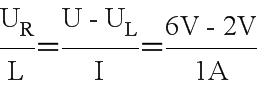 U_R/L = (U - U_L)/I = (6V - 2V)/1A